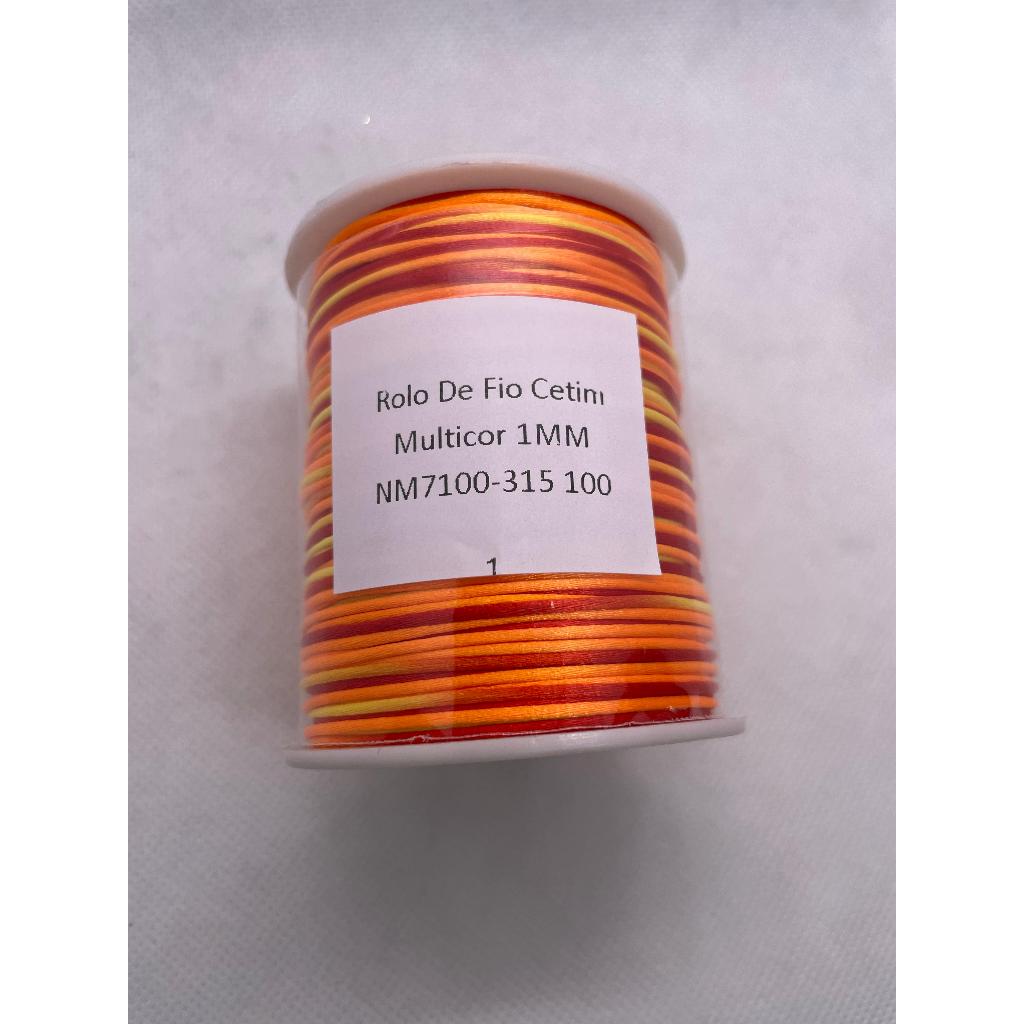 Rolo De Fio Cetim
Multicor 1MM
NM7100-315 100
1